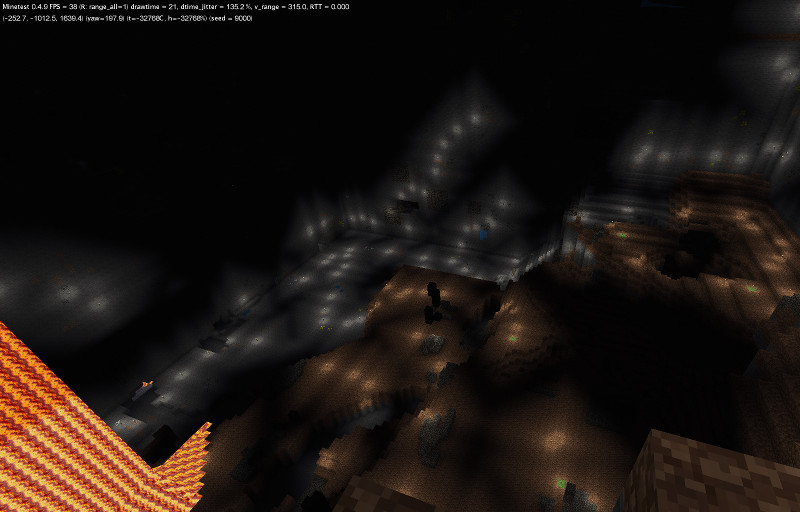 Minetest 0.4.9 FPS = 38 (R: range_all=1) drawtime = 21, dtime_jitter = 135.2 %, v_range = 315.0, RTT = 0.000
(-252.7, -1012.5, 1639.4) (yaw=197.9) (t=-32768C, h=-32768%) (seed = 9000)